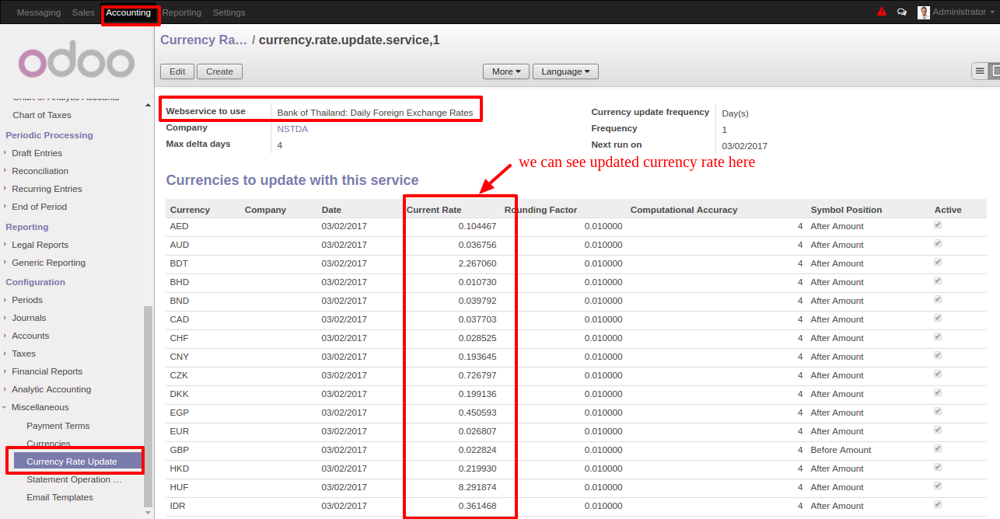 Messaging Sales Accounting Reporting Settings Administrator
odoo
Currency Ra… / currency.rate.update.service,1
Edit Create More Language
Chart of Analytic Accounts
Chart of Taxes
Periodic Processing
Draft Entries
Reconciliation
Recurring Entries
End of Period
Reporting
Legal Reports
Generic Reporting
Configuration
Periods
Journals
Accounts
Taxes
Financial Reports
Analytic Accounting
Miscellaneous
Payment Terms
Currencies
Currency Rate Update
Statement Operation …
Email Templates
Webservice to use Bank of Thailand: Daily Foreign Exchange Rates
Company NSTDA
Max delta days 4
Currency update frequency Day(s)
Frequency 1
Next run on 03/02/2017
we can see updated currency rate here
Currencies to update with this service
Currency Company Date Current Rate Rounding Factor Computational Accuracy Symbol Position Active
AED 03/02/2017 0.104467 0.010000 4 After Amount
AUD 03/02/2017 0.036756 0.010000 4 After Amount
BDT 03/02/2017 2.267060 0.010000 4 After Amount
BHD 03/02/2017 0.010730 0.010000 4 After Amount
BND 03/02/2017 0.039792 0.010000 4 After Amount
CAD 03/02/2017 0.037703 0.010000 4 After Amount
CHF 03/02/2017 0.028525 0.010000 4 After Amount
CNY 03/02/2017 0.193645 0.010000 4 After Amount
CZK 03/02/2017 0.726797 0.010000 4 After Amount
DKK 03/02/2017 0.199136 0.010000 4 After Amount
EGP 03/02/2017 0.450593 0.010000 4 After Amount
EUR 03/02/2017 0.026807 0.010000 4 After Amount
GBP 03/02/2017 0.022824 0.010000 4 Before Amount
HKD 03/02/2017 0.219930 0.010000 4 After Amount
HUF 03/02/2017 8.291874 0.010000 4 After Amount
IDR 03/02/2017 0.361468 0.010000 4 After Amount